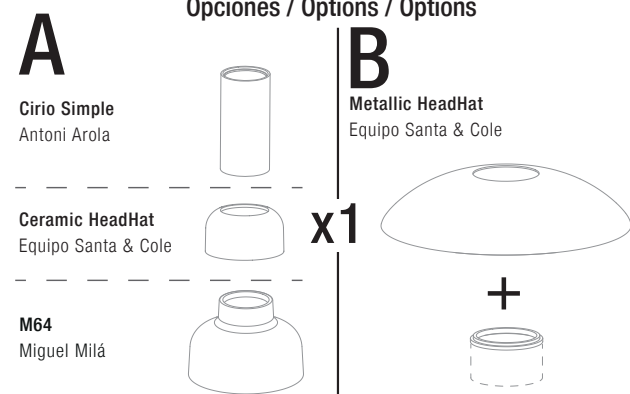 Opciones / Options / Options
A
Cirio Simple
Antoni Arola
Ceramic HeadHat
Equipo Santa & Cole
M64
Miguel Milá
x1
B
Metallic HeadHat
Equipo Santa & Cole
+